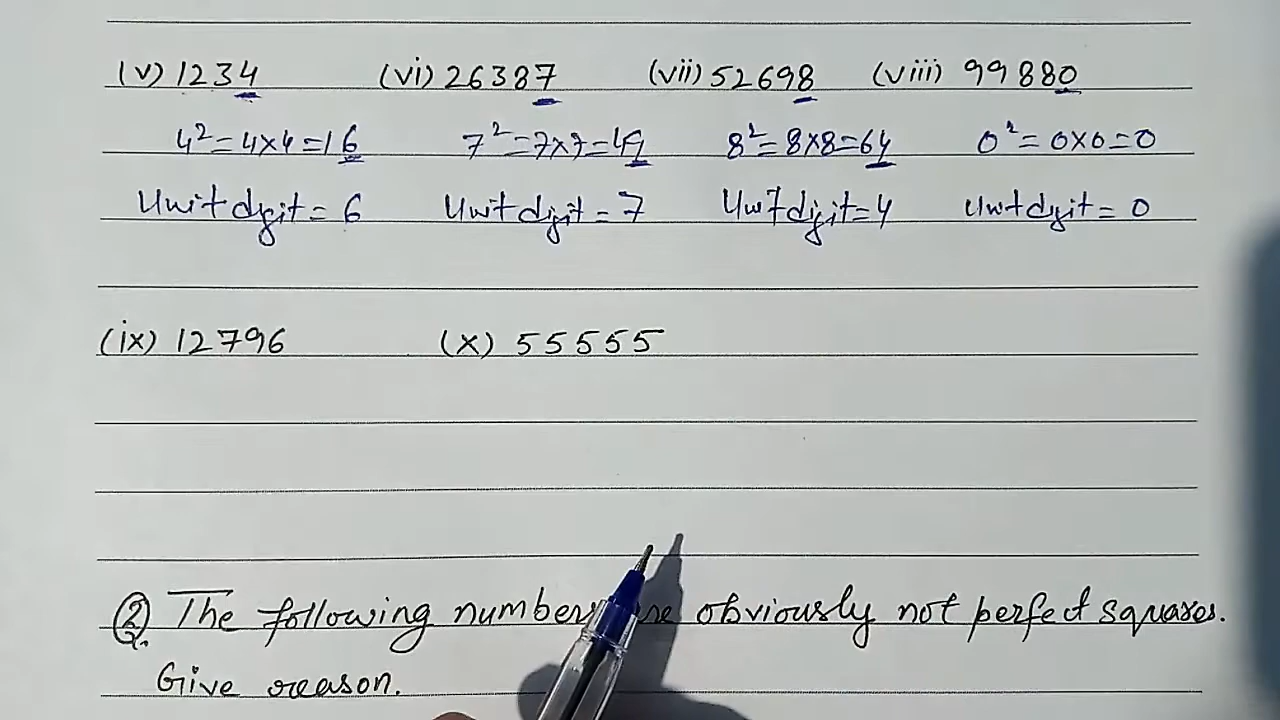 (v) 1234 (vi) 26387 (vii) 52698 (viii) 99880
4²=4×4=16 7²=7×7=49 8²=8×8=64 0²=0×0=0
Unit digit = 6 Unit digit = 7 Unit digit = 4 Unit digit = 0
(ix) 12796 (x) 55555
(2) The following numbers are obviously not perfect squares.
Give reason.